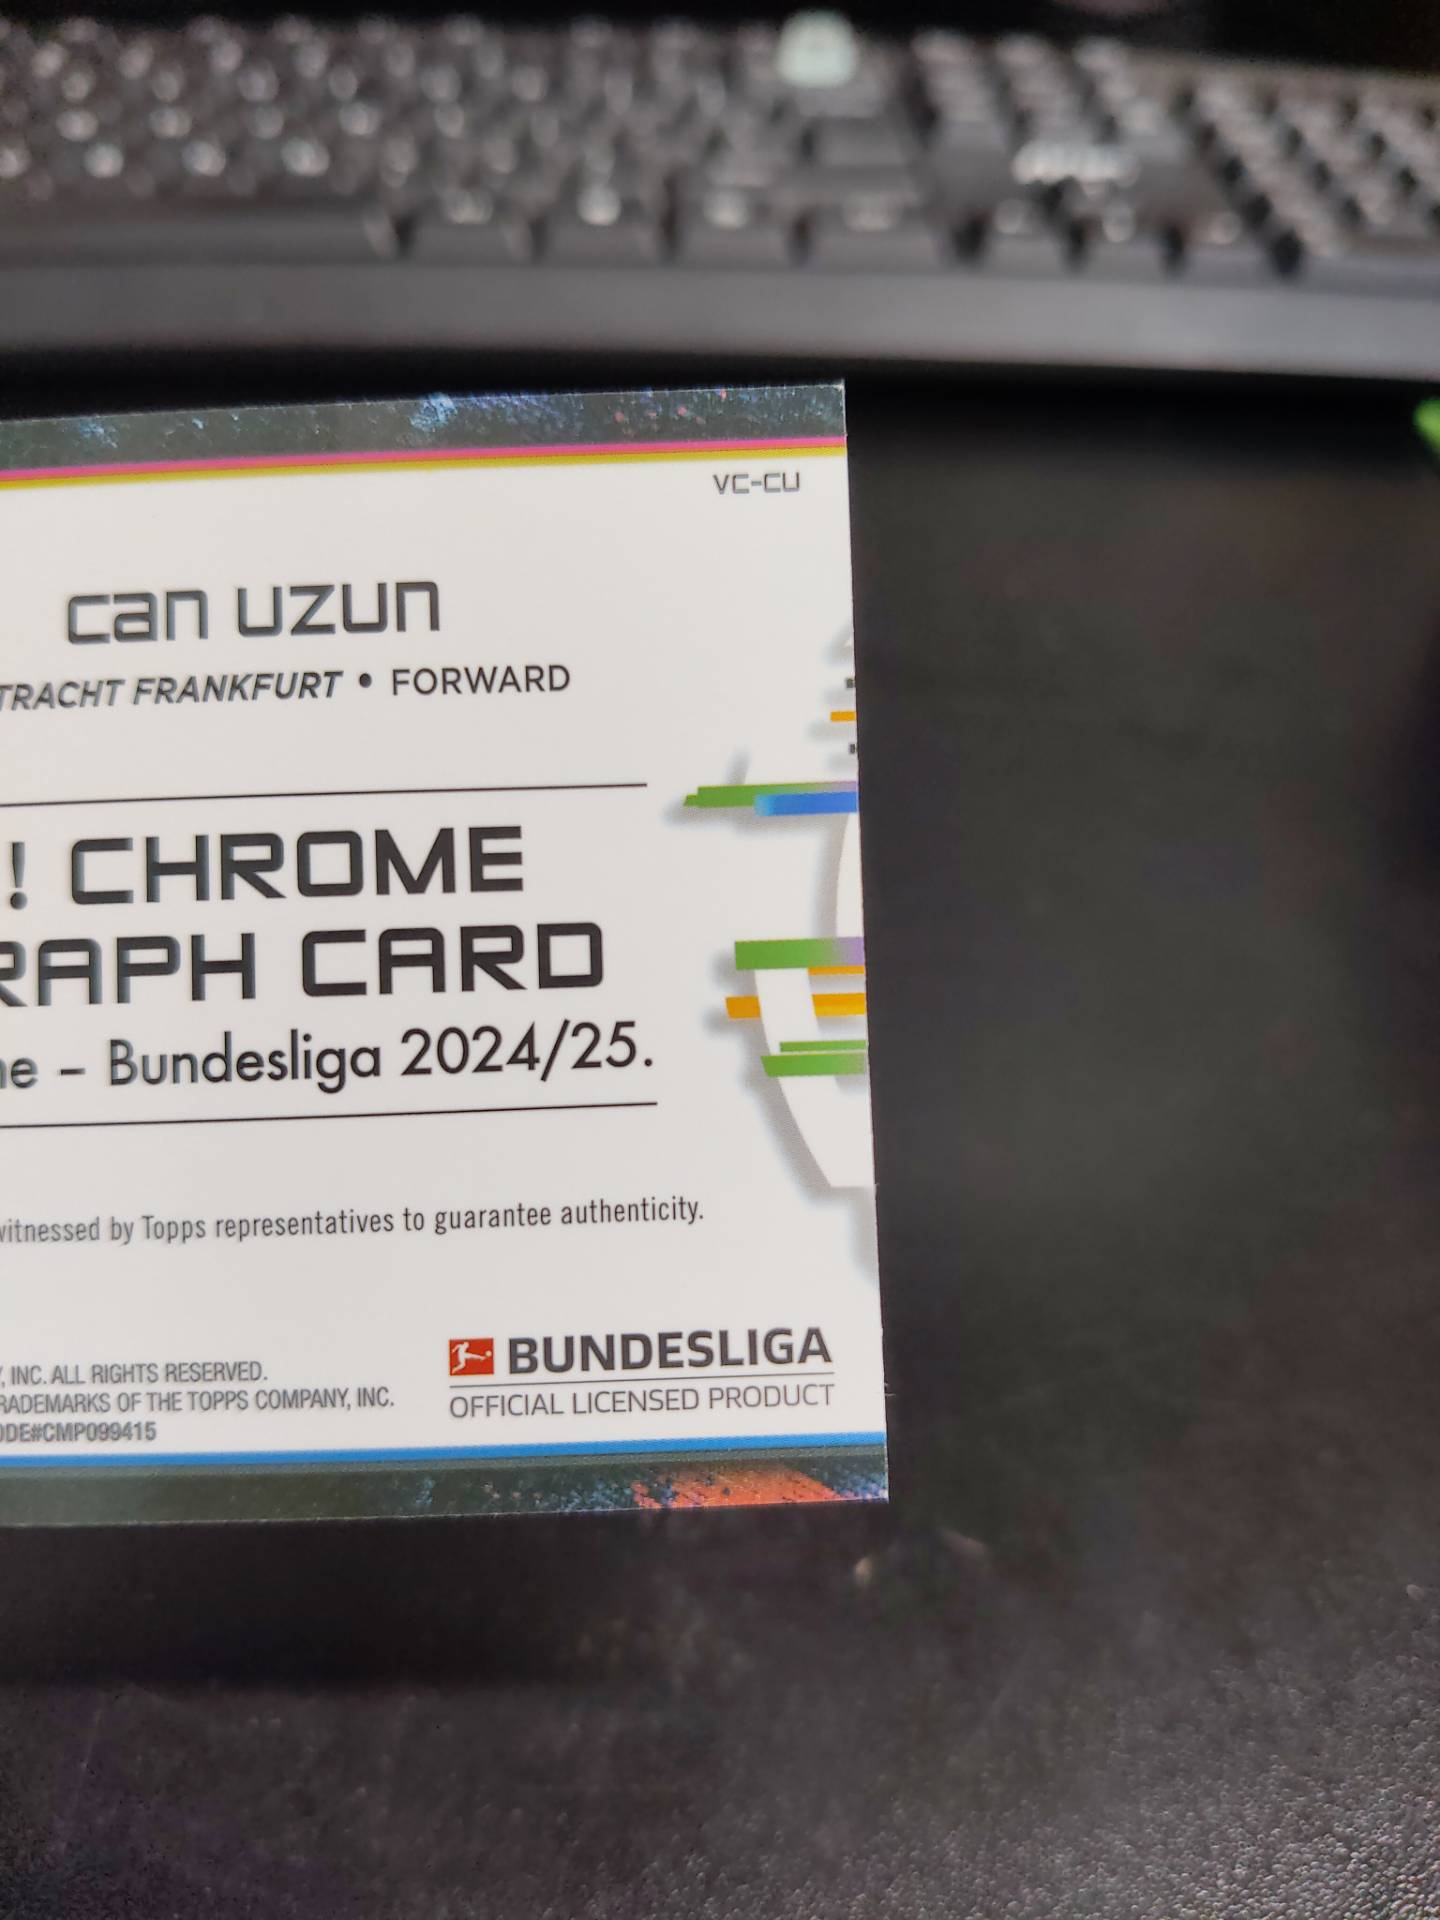 VC-CU
can uzun
TRACHT FRANKFURT • FORWARD
! CHROME
RAPH CARD
ne – Bundesliga 2024/25.
witnessed by Topps representatives to guarantee authenticity.
, INC. ALL RIGHTS RESERVED.
RADEMARKS OF THE TOPPS COMPANY, INC.
ODE#CMP099415
BUNDESLIGA
OFFICIAL LICENSED PRODUCT